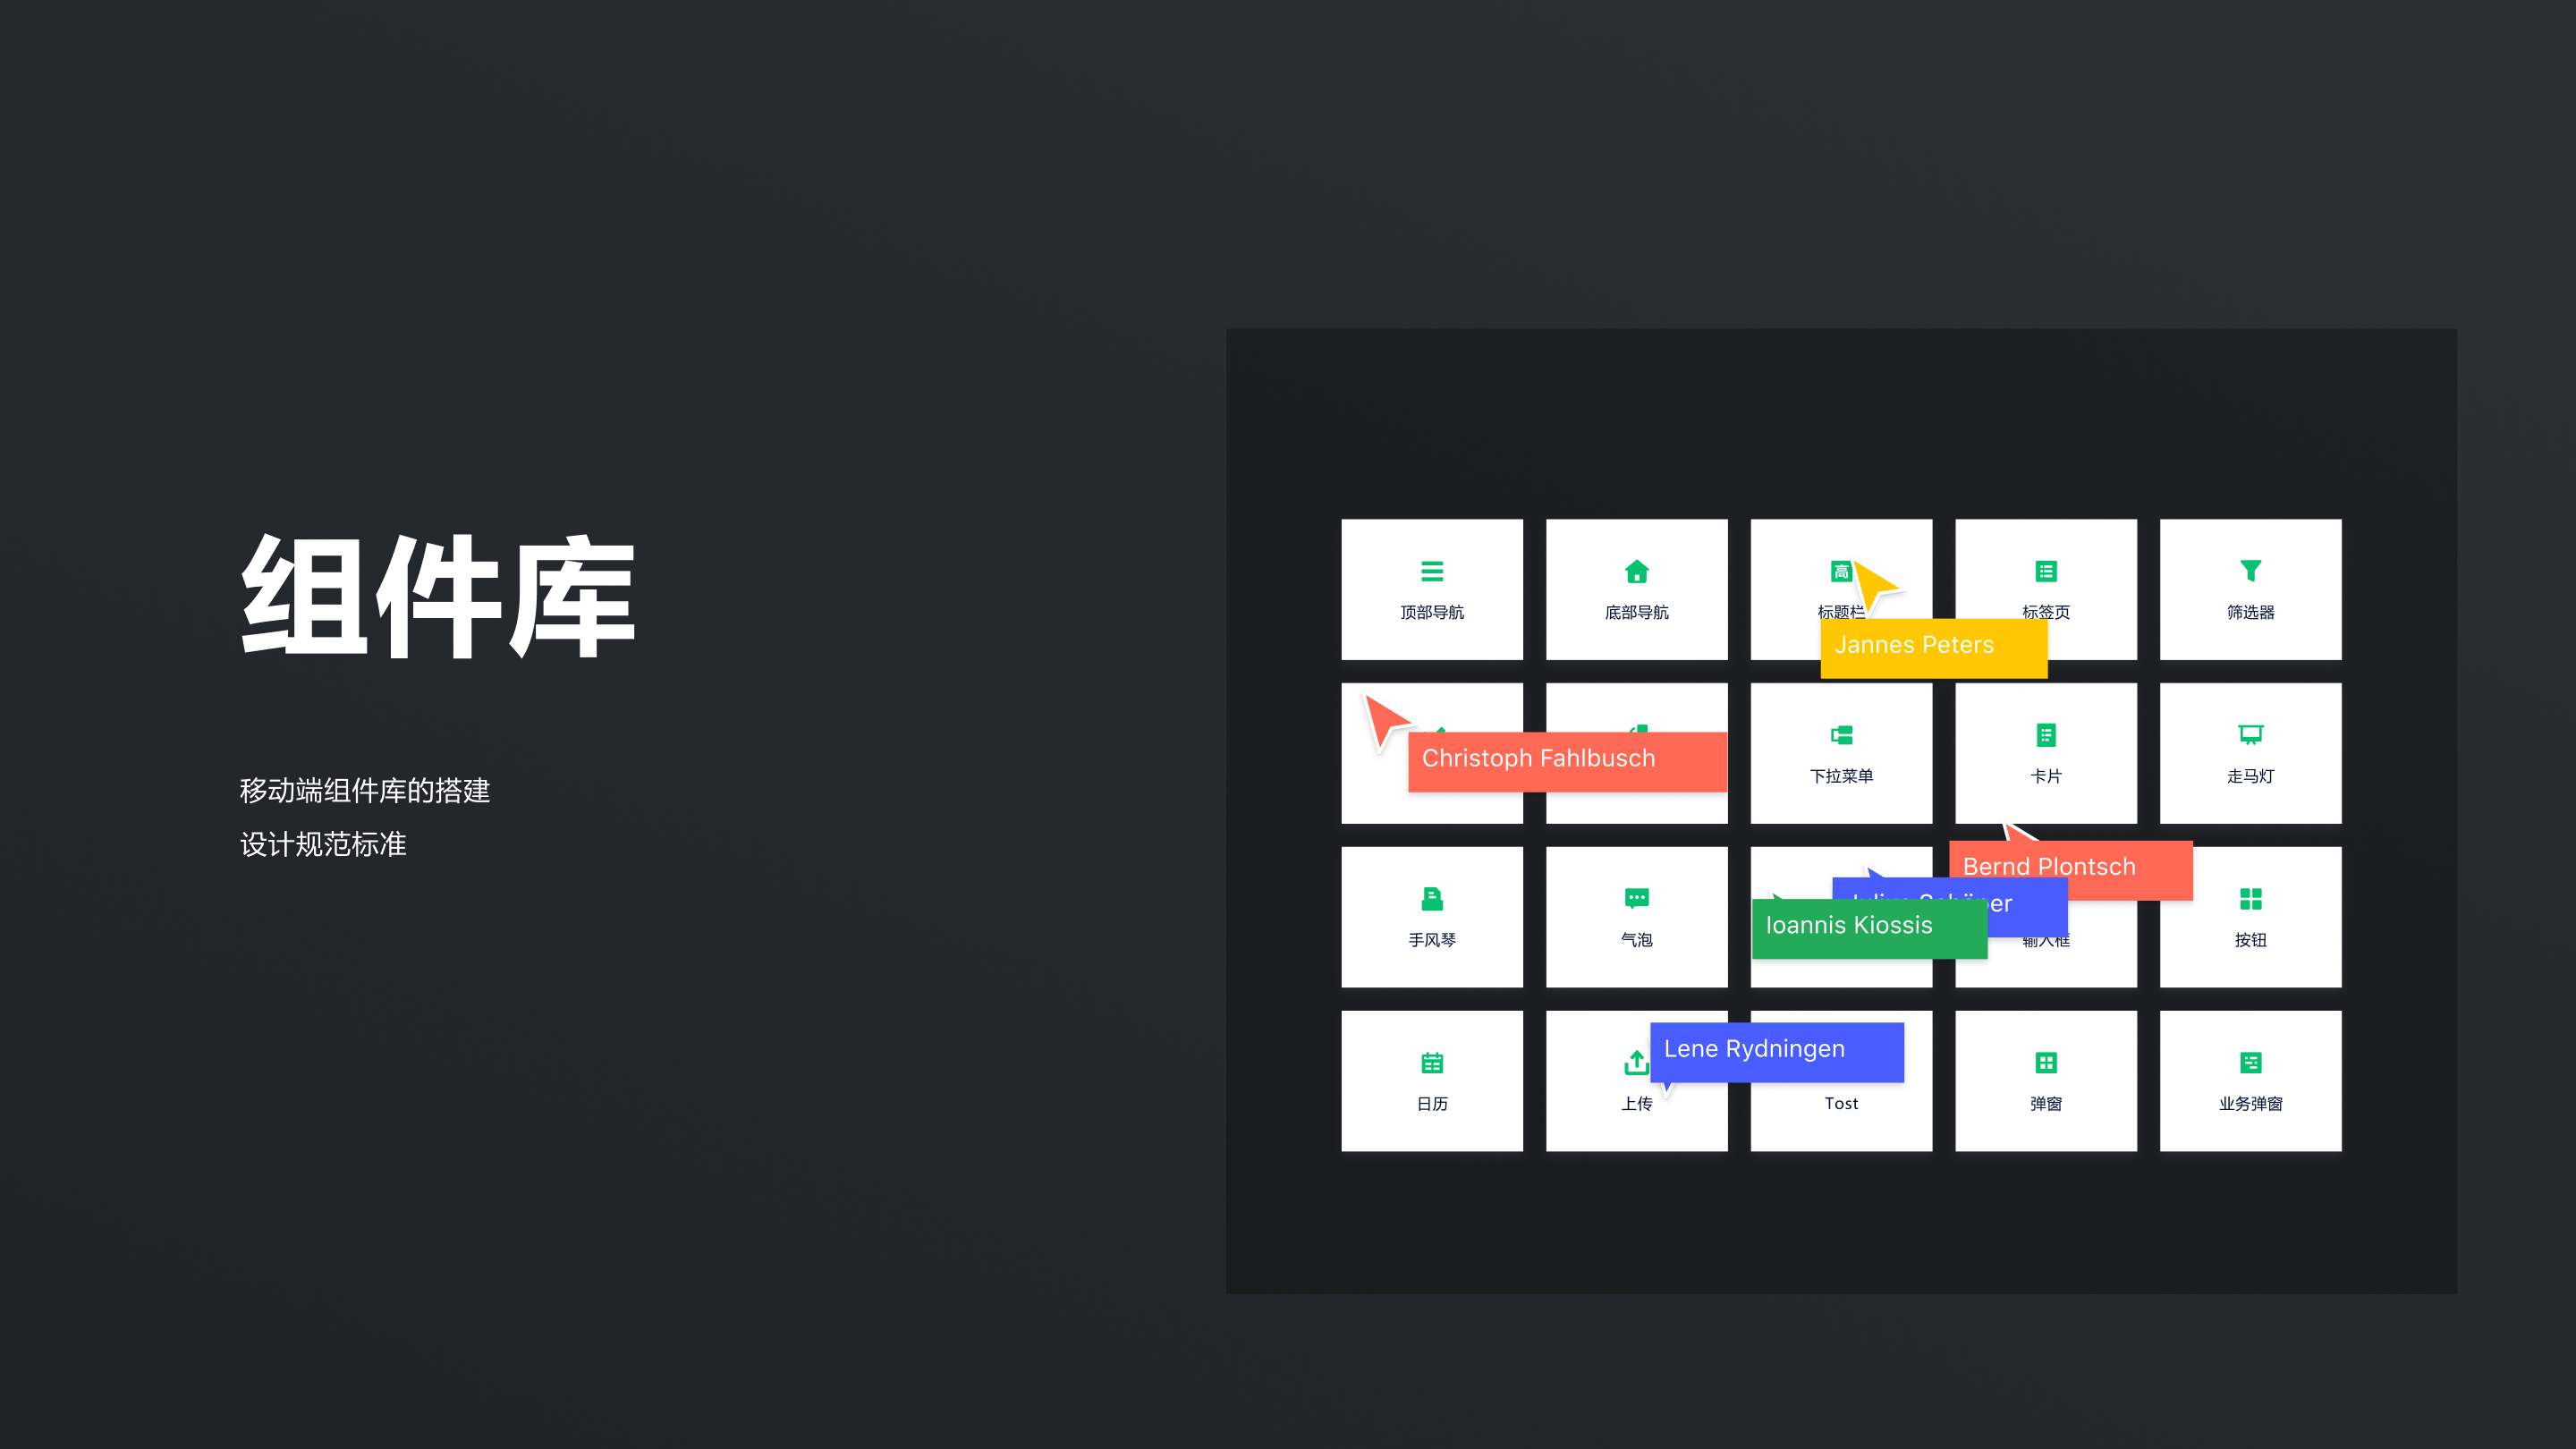 组件库
移动端组件库的搭建
设计规范标准
顶部导航
底部导航
高
标题栏
标签页
筛选器
Jannes Peters
Christoph Fahlbusch
下拉菜单
卡片
走马灯
Bernd Plontsch
Ioannis Kiossis
手风琴
气泡
输入框
按钮
Lene Rydningen
日历
上传
Tost
弹窗
业务弹窗